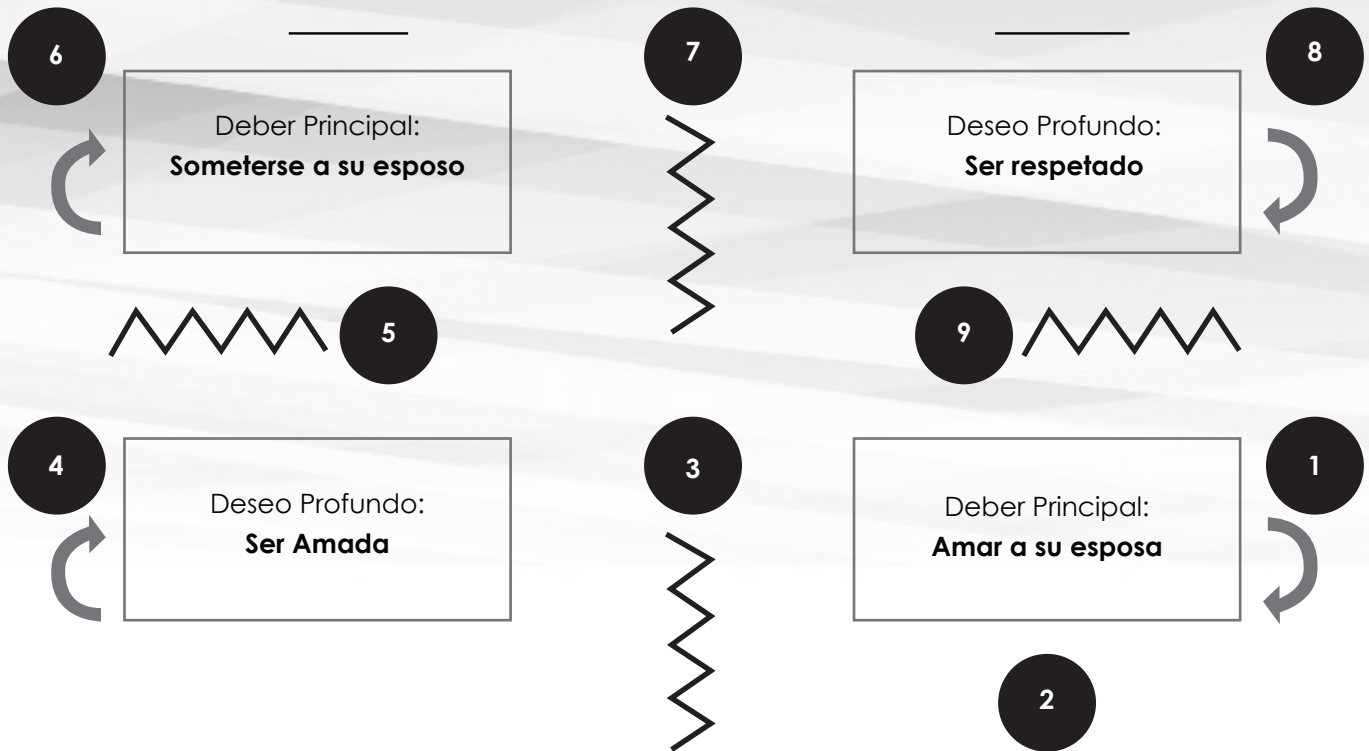 6
7
8
Deber Principal:
Someterse a su esposo
Deseo Profundo:
Ser respetado
5
9
4
3
1
Deseo Profundo:
Ser Amada
Deber Principal:
Amar a su esposa
2